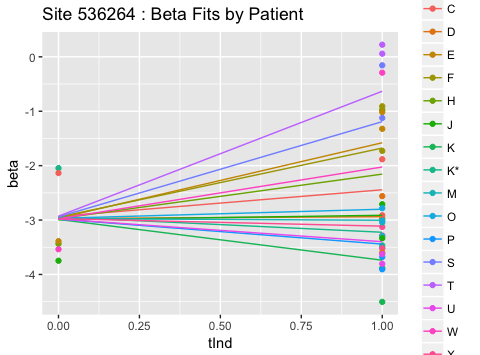 Site 536264 : Beta Fits by Patient
beta
0
-1
-2
-3
-4
0.00
0.25
0.50
0.75
1.00
tInd
C
D
E
F
H
J
K
K*
M
O
P
S
T
U
W